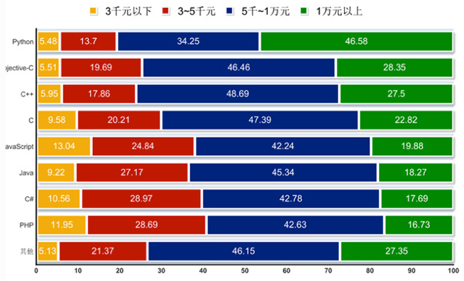 3千元以下 3~5千元 5千~1万元 1万元以上
Python 5.48 13.7 34.25 46.58
bjective-C 5.51 19.69 46.46 28.35
C++ 5.95 17.86 48.69 27.5
C 9.58 20.21 47.39 22.82
avaScript 13.04 24.84 42.24 19.88
Java 9.22 27.17 45.34 18.27
C# 10.56 28.97 42.78 17.69
PHP 11.95 28.69 42.63 16.73
其他 5.13 21.37 46.15 27.35
0 10 20 30 40 50 60 70 80 90 100